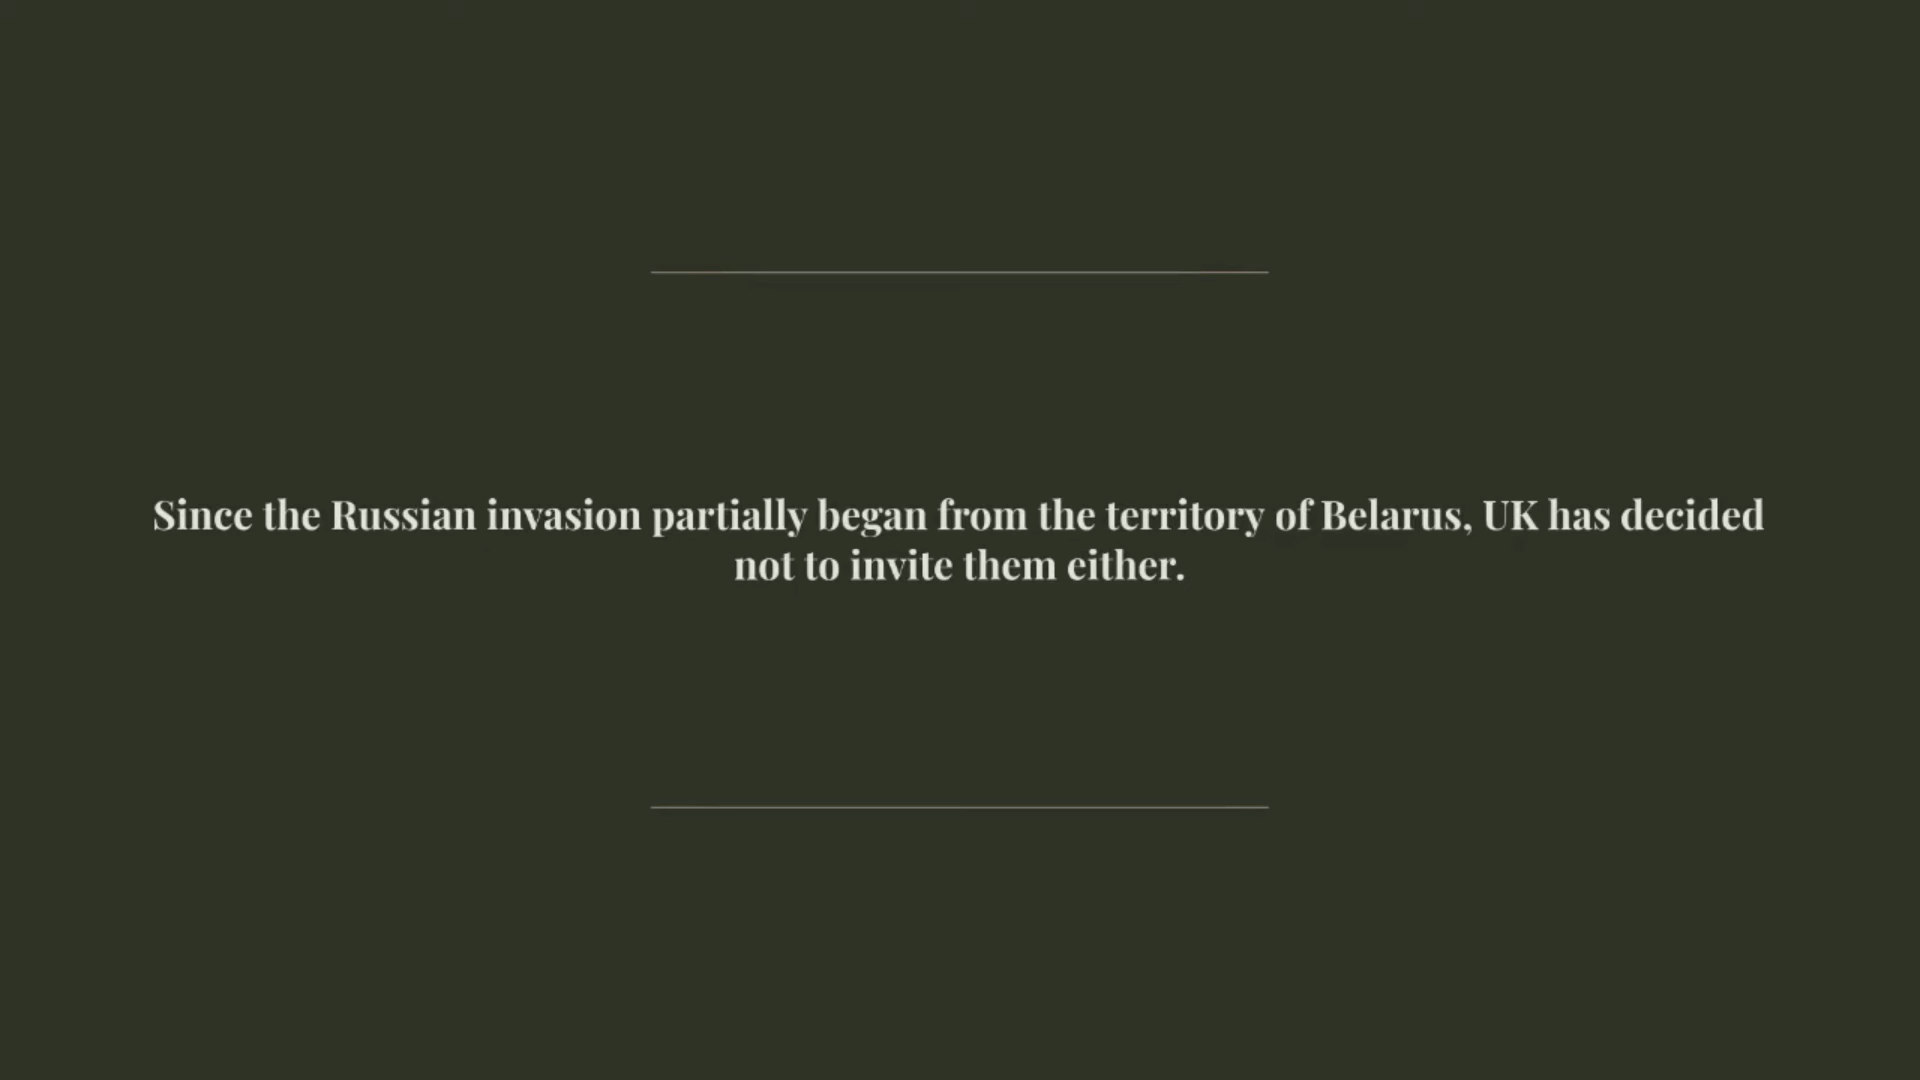 Since the Russian invasion partially began from the territory of Belarus, UK has decided
not to invite them either.